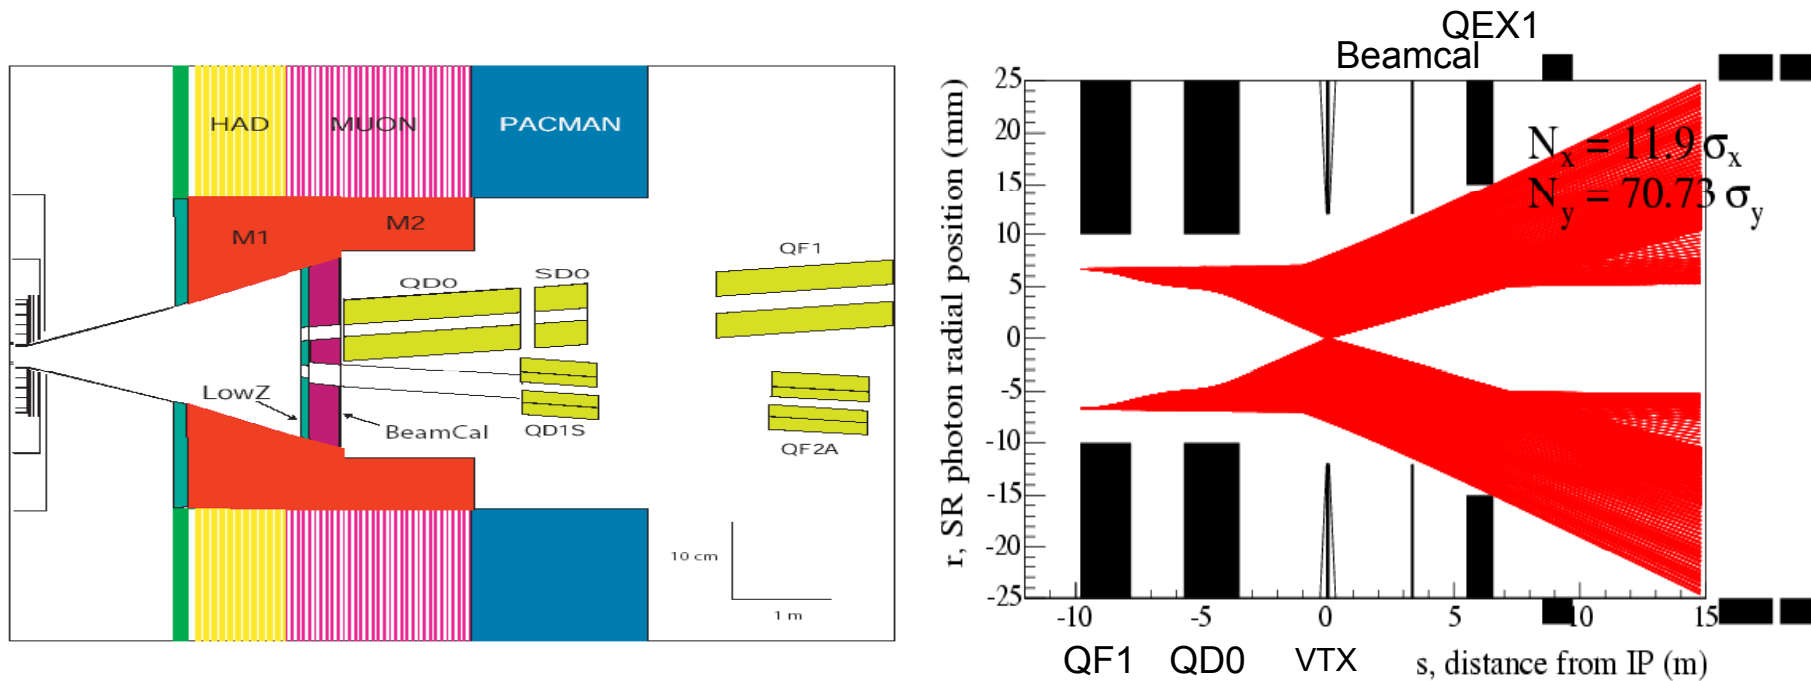 HAD
MUON
PACMAN
M1
M2
QD0
SD0
QF1
LowZ
BeamCal
QD1S
QF2A
10 cm
1 m
QEX1
Beamcal
25
20
15
10
5
0
-5
-10
-15
-20
-25
r, SR photon radial position (mm)
Nx = 11.9 σx
Ny = 70.73 σy
-10
-5
0
5
10
15
QF1
QD0
VTX
s, distance from IP (m)